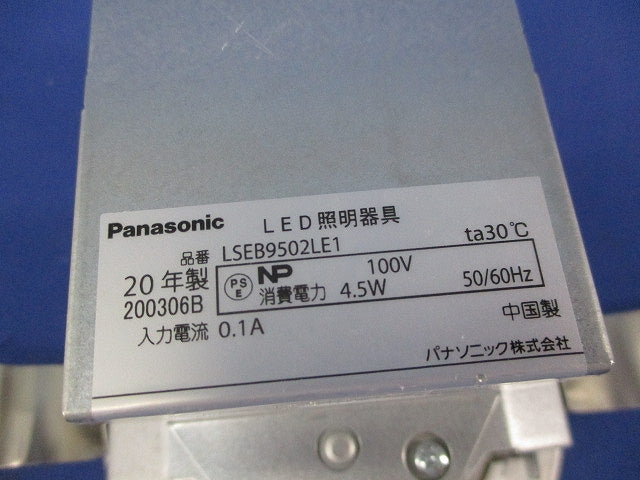 Panasonic LED照明器具
品番 LSEB9502LE1 ta30℃
20年製 PSE NP 100V
200306B 消費電力 4.5W 50/60Hz
入力電流 0.1A 中国製
パナソニック株式会社